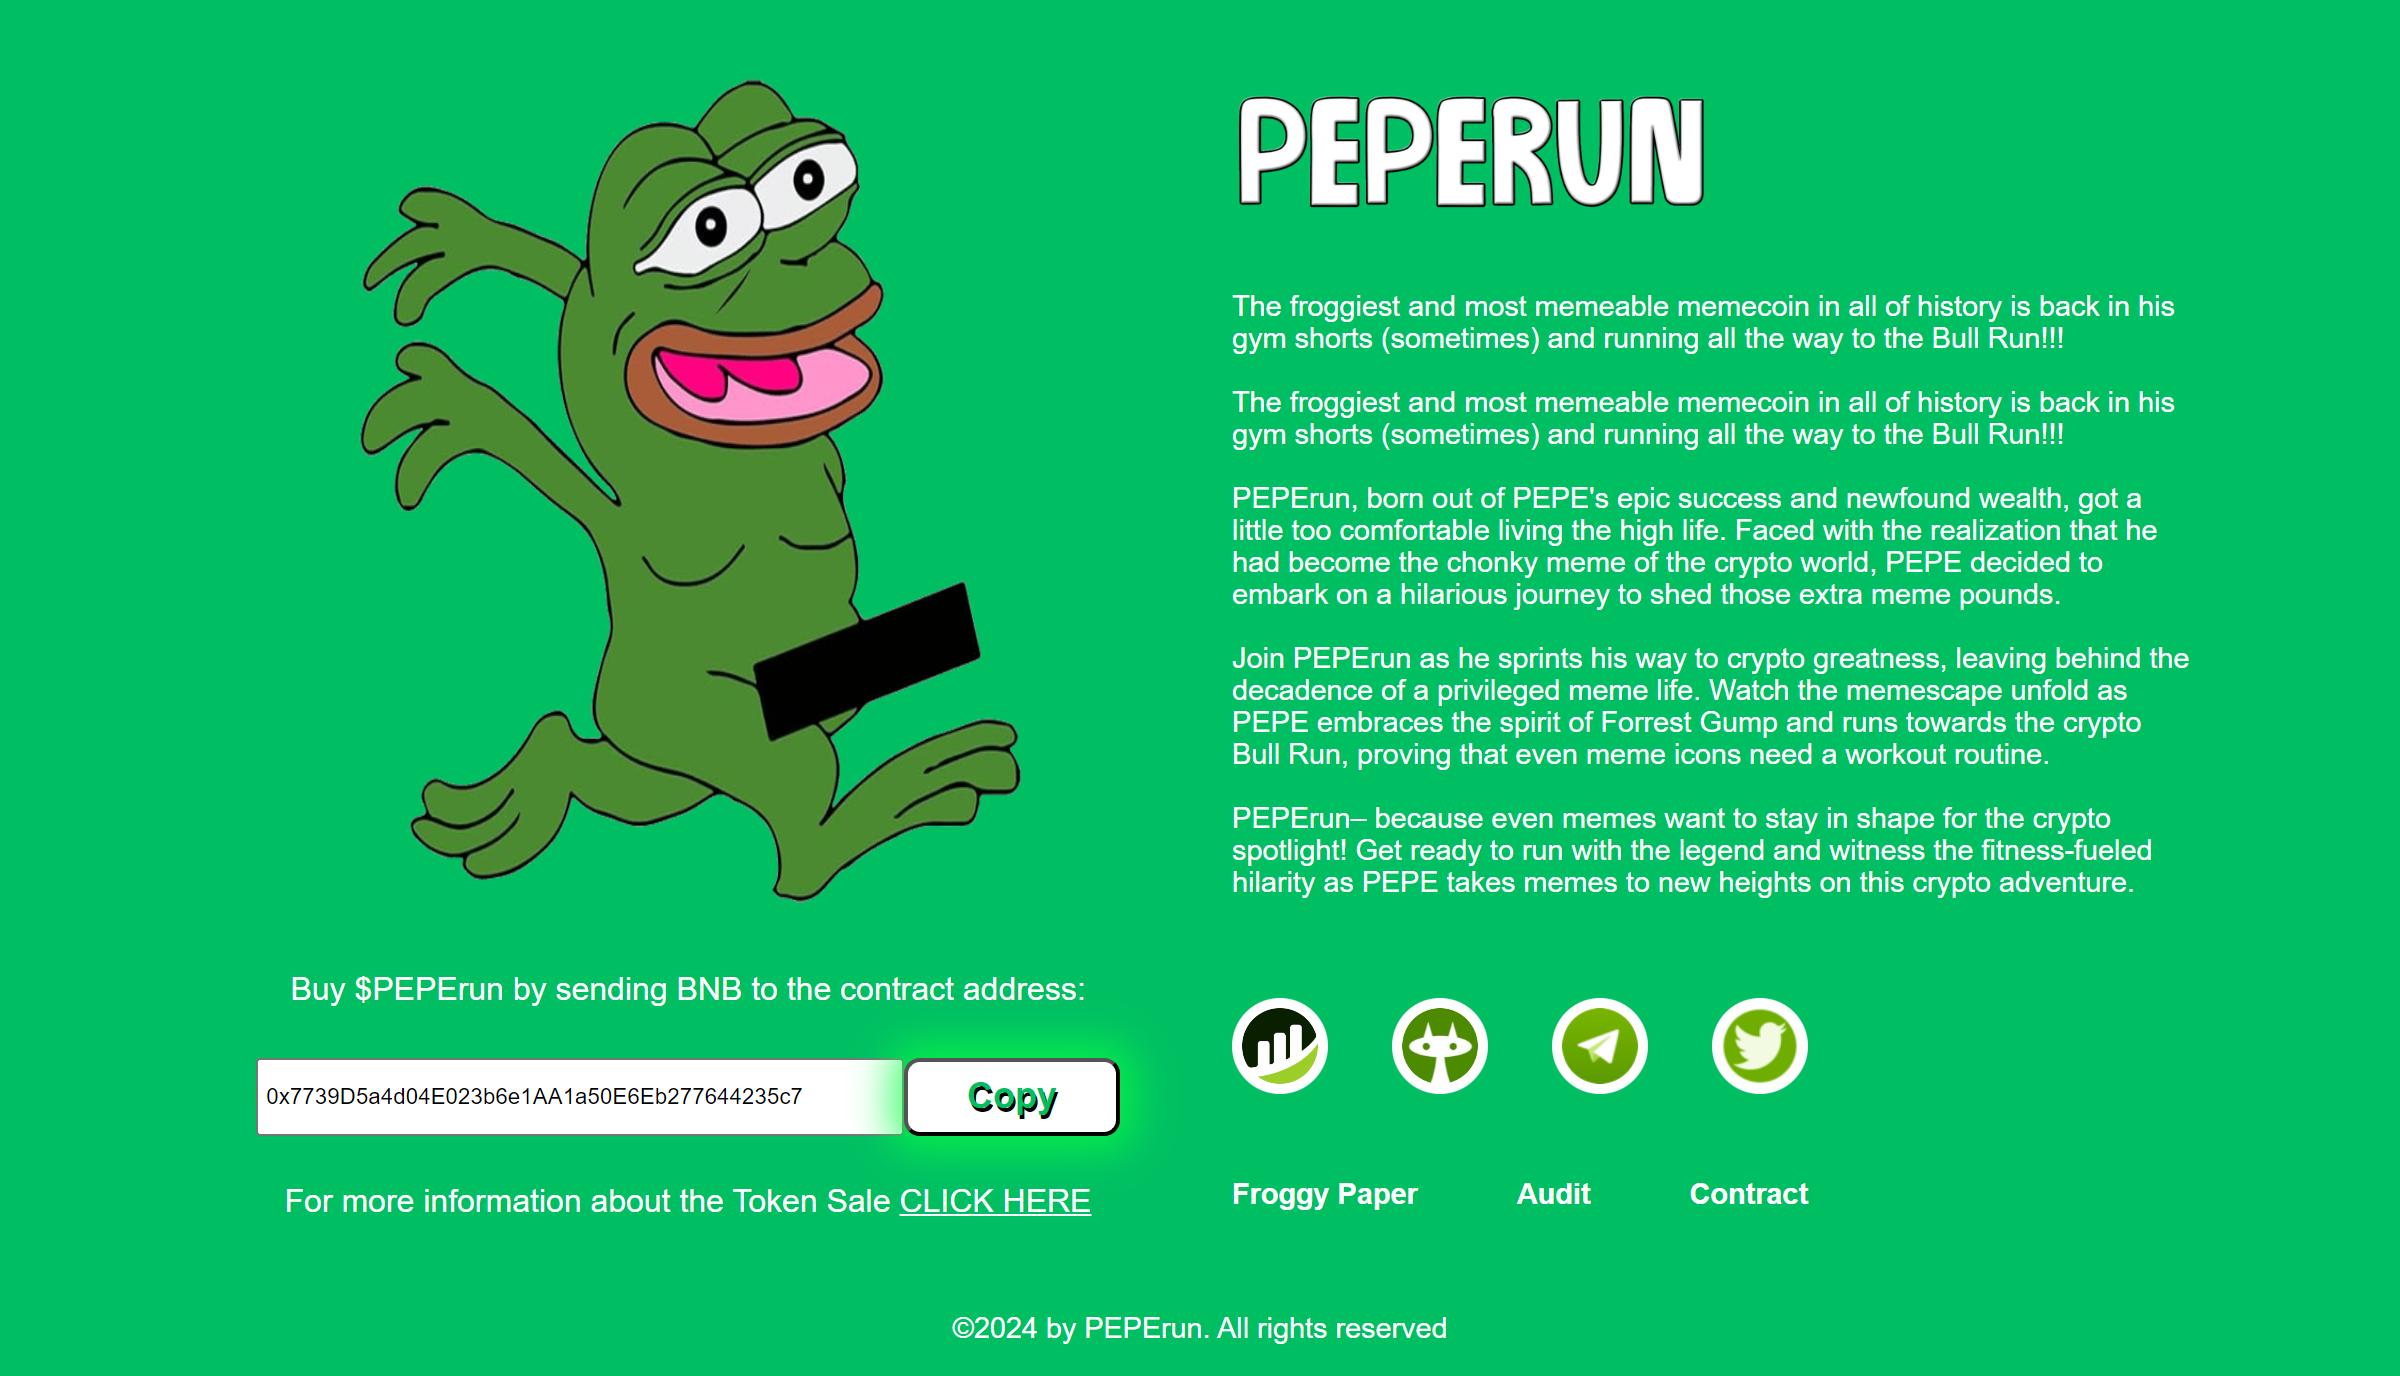 PEPERUN
The froggiest and most memeable memecoin in all of history is back in his
gym shorts (sometimes) and running all the way to the Bull Run!!!
The froggiest and most memeable memecoin in all of history is back in his
gym shorts (sometimes) and running all the way to the Bull Run!!!
PEPErun, born out of PEPE's epic success and newfound wealth, got a
little too comfortable living the high life. Faced with the realization that he
had become the chonky meme of the crypto world, PEPE decided to
embark on a hilarious journey to shed those extra meme pounds.
Join PEPErun as he sprints his way to crypto greatness, leaving behind the
decadence of a privileged meme life. Watch the memescape unfold as
PEPE embraces the spirit of Forrest Gump and runs towards the crypto
Bull Run, proving that even meme icons need a workout routine.
PEPErun– because even memes want to stay in shape for the crypto
spotlight! Get ready to run with the legend and witness the fitness-fueled
hilarity as PEPE takes memes to new heights on this crypto adventure.
Buy $PEPErun by sending BNB to the contract address:
0x7739D5a4d04E023b6e1AA1a50E6Eb277644235c7
Copy
For more information about the Token Sale CLICK HERE
Froggy Paper Audit Contract
©2024 by PEPErun. All rights reserved